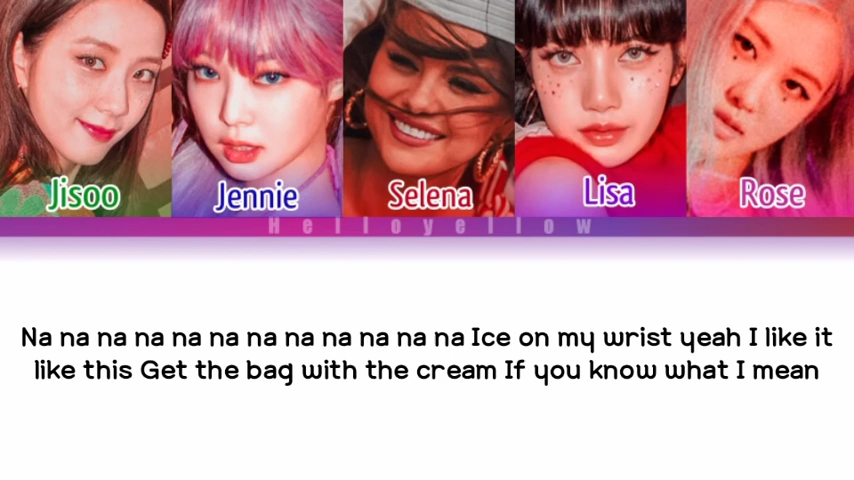 Jisoo
Jennie
Selena
Lisa
Rose
Helloyellow
Na na na na na na na na na na na na Ice on my wrist yeah I like it
like this Get the bag with the cream If you know what I mean